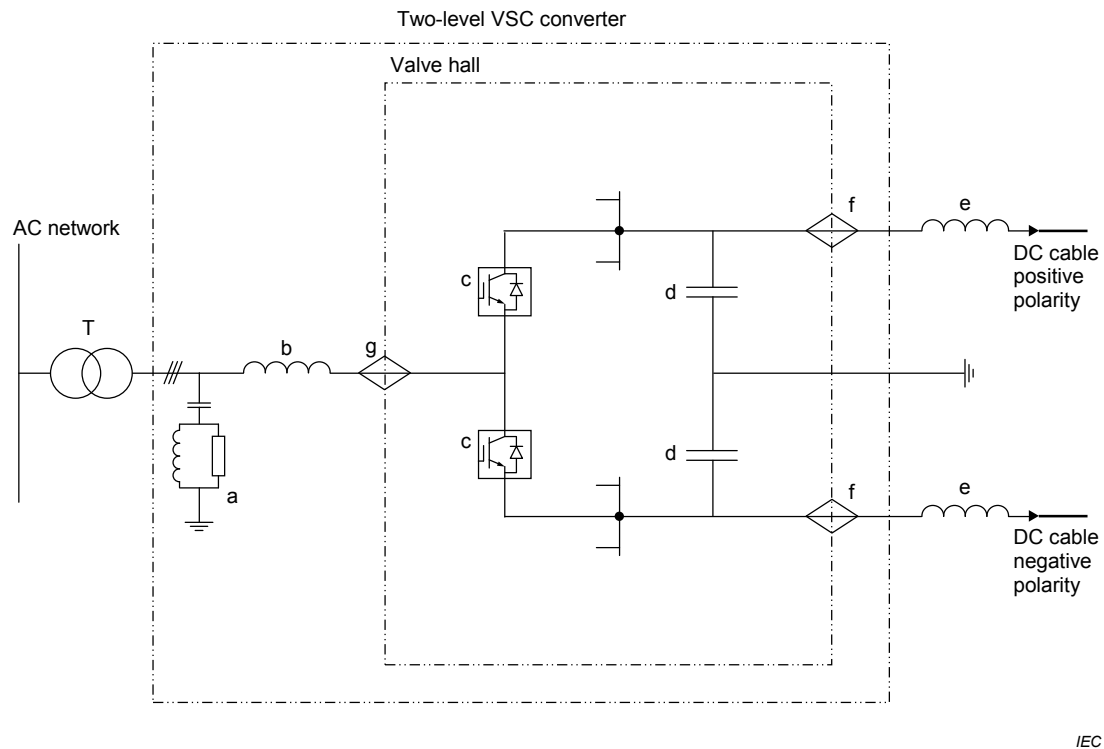 Two-level VSC converter
Valve hall
AC network
T
b
g
a
c
c
d
d
f
e
DC cable
positive
polarity
f
e
DC cable
negative
polarity
IEC